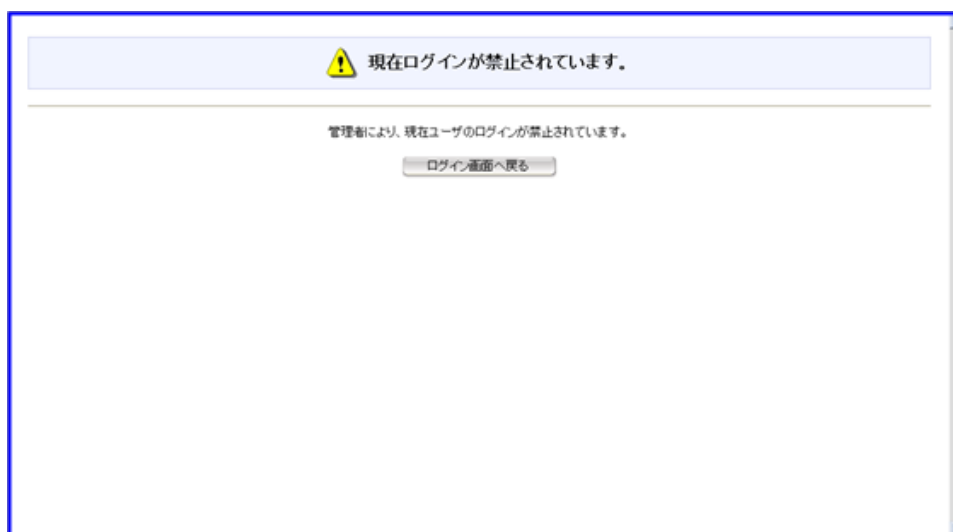 現在ログインが禁止されています。
管理者により、現在ユーザのログインが禁止されています。
ログイン画面へ戻る